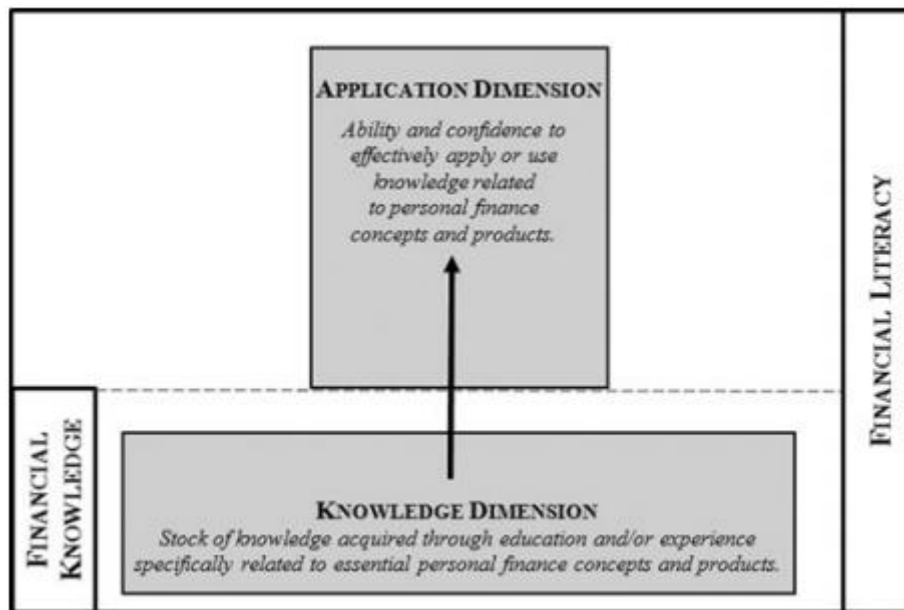 APPLICATION DIMENSION
Ability and confidence to
effectively apply or use
knowledge related
to personal finance
concepts and products.
FINANCIAL LITERACY
FINANCIAL
KNOWLEDGE
KNOWLEDGE DIMENSION
Stock of knowledge acquired through education and/or experience
specifically related to essential personal finance concepts and products.